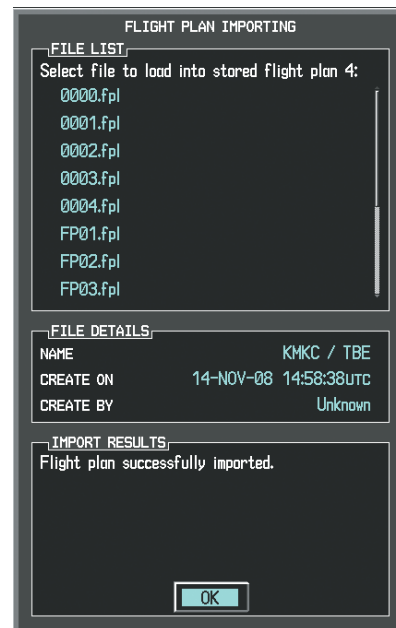 FLIGHT PLAN IMPORTING
FILE LIST
Select file to load into stored flight plan 4:
0000.fpl
0001.fpl
0002.fpl
0003.fpl
0004.fpl
FP01.fpl
FP02.fpl
FP03.fpl
FILE DETAILS
NAME KMKC / TBE
CREATE ON 14-NOV-08 14:58:38UTC
CREATE BY Unknown
IMPORT RESULTS
Flight plan successfully imported.
OK